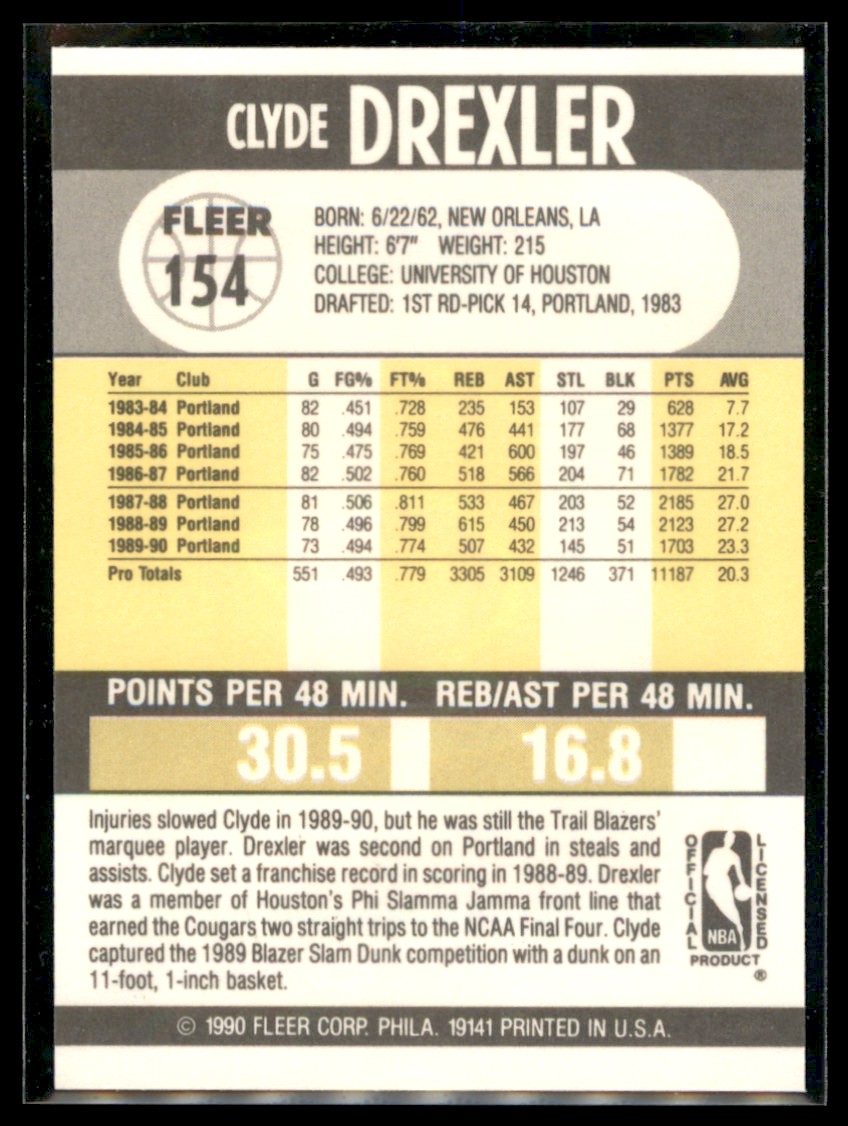 CLYDE DREXLER
FLEER
154
BORN: 6/22/62, NEW ORLEANS, LA
HEIGHT: 6'7" WEIGHT: 215
COLLEGE: UNIVERSITY OF HOUSTON
DRAFTED: 1ST RD-PICK 14, PORTLAND, 1983
Year Club G FG% FT% REB AST STL BLK PTS AVG
1983-84 Portland 82 .451 .728 235 153 107 29 628 7.7
1984-85 Portland 80 .494 .759 476 441 177 68 1377 17.2
1985-86 Portland 75 .475 .769 421 600 197 46 1389 18.5
1986-87 Portland 82 .502 .760 518 566 204 71 1782 21.7
1987-88 Portland 81 .506 .811 533 467 203 52 2185 27.0
1988-89 Portland 78 .496 .799 615 450 213 54 2123 27.2
1989-90 Portland 73 .494 .774 507 432 145 51 1703 23.3
Pro Totals 551 .493 .779 3305 3109 1246 371 11187 20.3
POINTS PER 48 MIN. REB/AST PER 48 MIN.
30.5 16.8
Injuries slowed Clyde in 1989-90, but he was still the Trail Blazers'
marquee player. Drexler was second on Portland in steals and
assists. Clyde set a franchise record in scoring in 1988-89. Drexler
was a member of Houston's Phi Slamma Jamma front line that
earned the Cougars two straight trips to the NCAA Final Four. Clyde
captured the 1989 Blazer Slam Dunk competition with a dunk on an
11-foot, 1-inch basket.
OFFICIAL
LICENSED
NBA
PRODUCT
®
© 1990 FLEER CORP. PHILA. 19141 PRINTED IN U.S.A.